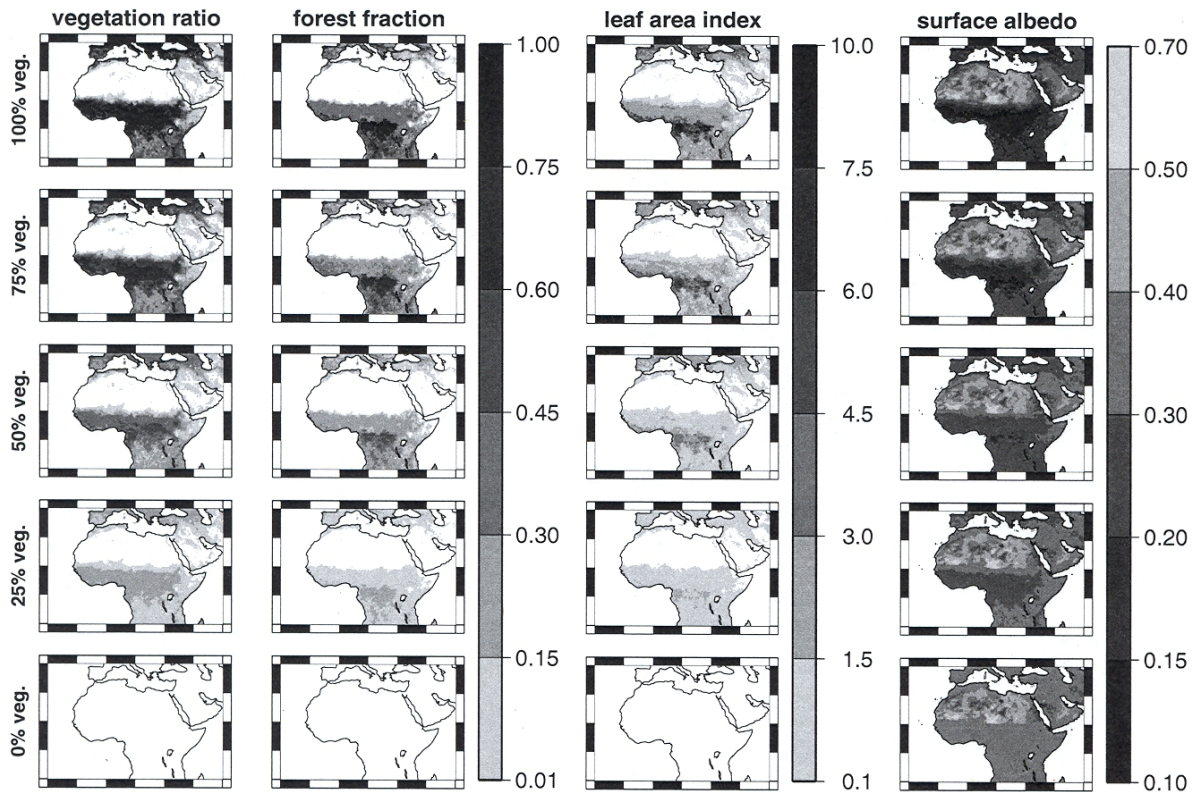 vegetation ratio
forest fraction
leaf area index
surface albedo
100% veg.
75% veg.
50% veg.
25% veg.
0% veg.
1.00
0.75
0.60
0.45
0.30
0.15
0.01
10.0
7.5
6.0
4.5
3.0
1.5
0.1
0.70
0.50
0.40
0.30
0.20
0.15
0.10